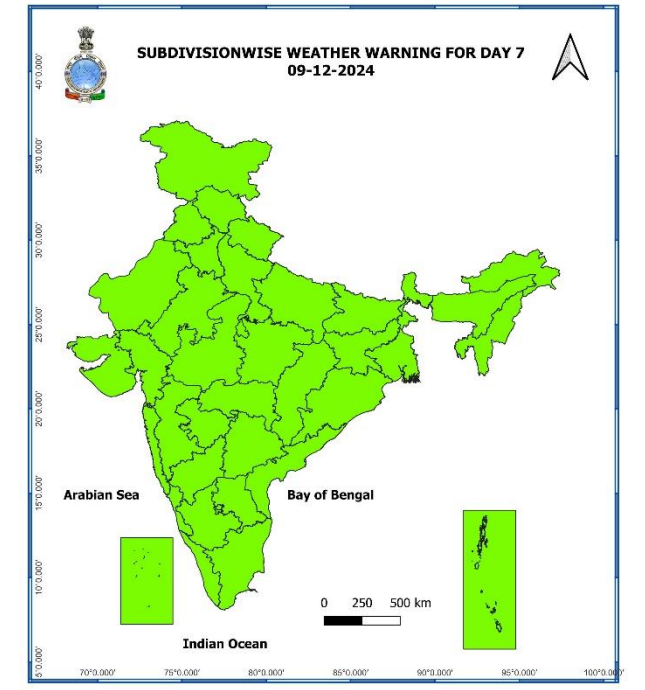 SUBDIVISIONWISE WEATHER WARNING FOR DAY 7
09-12-2024
40°0.000'
35°0.000'
30°0.000'
25°0.000'
20°0.000'
15°0.000'
10°0.000'
5°0.000'
Arabian Sea
Bay of Bengal
0 250 500 km
Indian Ocean
70°0.000' 75°0.000' 80°0.000' 85°0.000' 90°0.000' 95°0.000' 100°0.000'